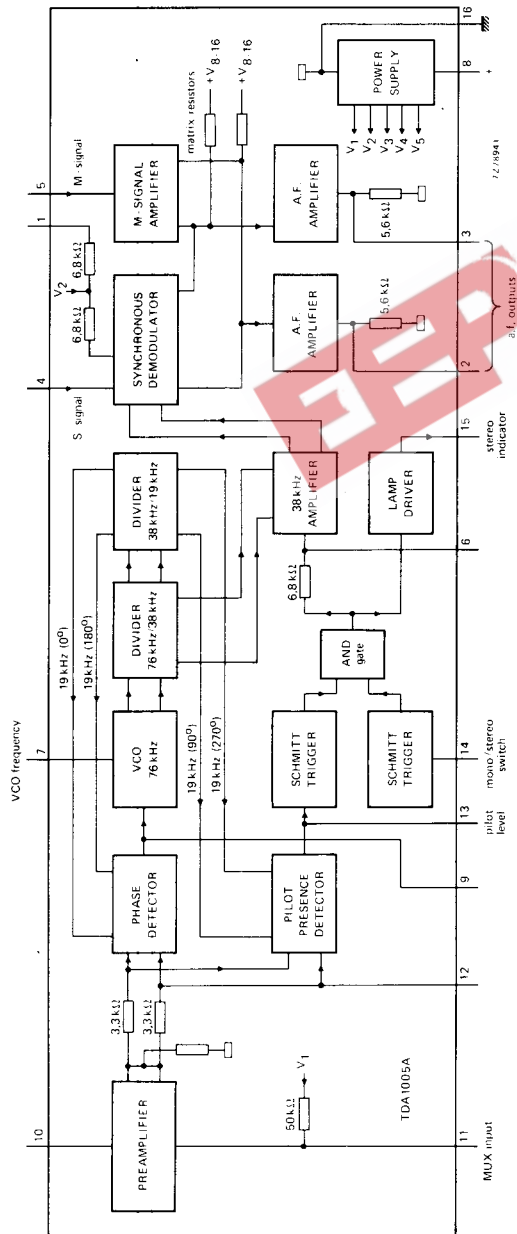 VCO frequency
10
7
4
1
5
16
S signal
M-signal
V2
6,8 kΩ
6,8 kΩ
19 kHz (0°)
19 kHz (180°)
PREAMPLIFIER
3,3 kΩ
3,3 kΩ
PHASE
DETECTOR
VCO
76 kHz
DIVIDER
76 kHz/38 kHz
DIVIDER
38 kHz/19 kHz
SYNCHRONOUS
DEMODULATOR
M-SIGNAL
AMPLIFIER
matrix resistors
+V8-16
+V8-16
19 kHz (90°)
19 kHz (270°)
50 kΩ
V1
PILOT
PRESENCE
DETECTOR
SCHMITT
TRIGGER
SCHMITT
TRIGGER
AND
gate
6,8 kΩ
38 kHz
AMPLIFIER
LAMP
DRIVER
A.F.
AMPLIFIER
5,6 kΩ
A.F.
AMPLIFIER
5,6 kΩ
V1
V2
V3
V4
V5
POWER
SUPPLY
TDA1005A
7Z78941
11
12
9
13
14
6
15
2
3
8
MUX input
pilot
level
mono/stereo
switch
stereo
indicator
a.f. outputs
+
EEP